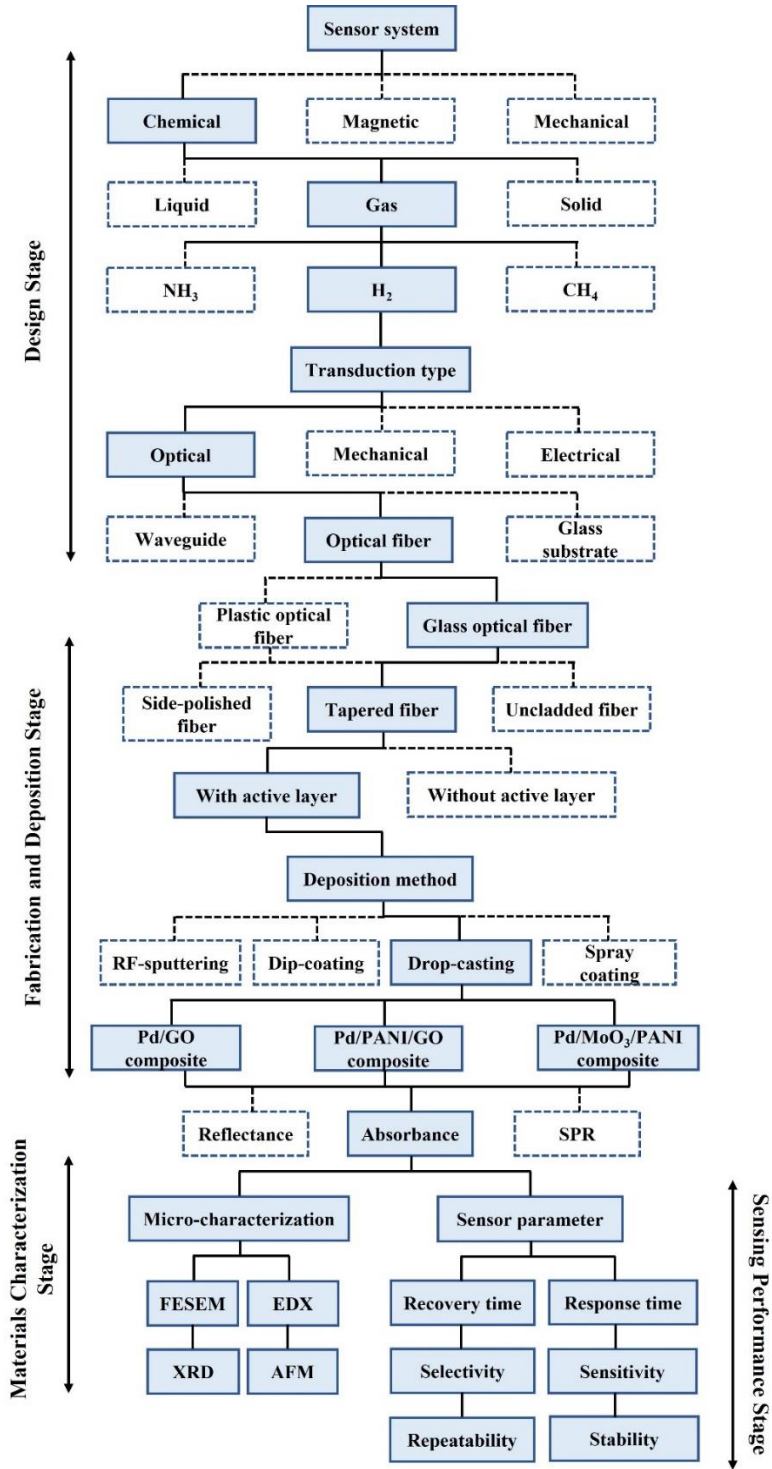 Sensor system
Chemical
Magnetic
Mechanical
Liquid
Gas
Solid
NH₃
H₂
CH₄
Transduction type
Optical
Mechanical
Electrical
Waveguide
Optical fiber
Glass
substrate
Design Stage
Plastic optical
fiber
Glass optical fiber
Side-polished
fiber
Tapered fiber
Uncladded fiber
With active layer
Without active layer
Deposition method
RF-sputtering
Dip-coating
Drop-casting
Spray
coating
Pd/GO
composite
Pd/PANI/GO
composite
Pd/MoO₃/PANI
composite
Fabrication and Deposition Stage
Reflectance
Absorbance
SPR
Micro-characterization
Sensor parameter
FESEM
EDX
Recovery time
Response time
XRD
AFM
Selectivity
Sensitivity
Repeatability
Stability
Materials Characterization
Stage
Sensing Performance Stage